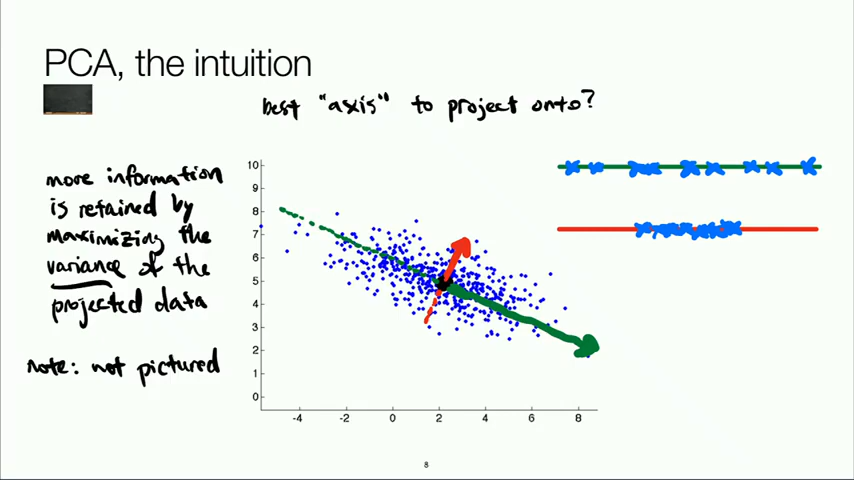 PCA, the intuition
best "axis" to project onto?
more information
is retained by
maximizing the
variance of the
projected data
note: not pictured
10
9
8
7
6
5
4
3
2
1
0
-4 -2 0 2 4 6 8
8